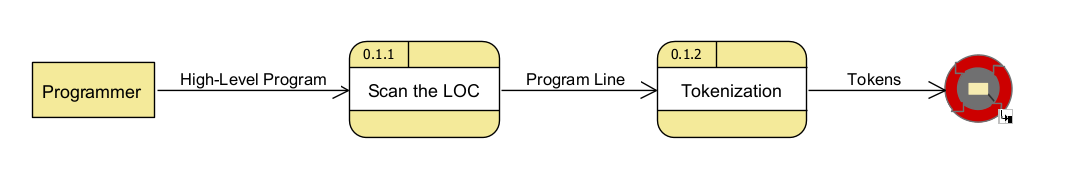 Programmer
High-Level Program
0.1.1
Scan the LOC
Program Line
0.1.2
Tokenization
Tokens